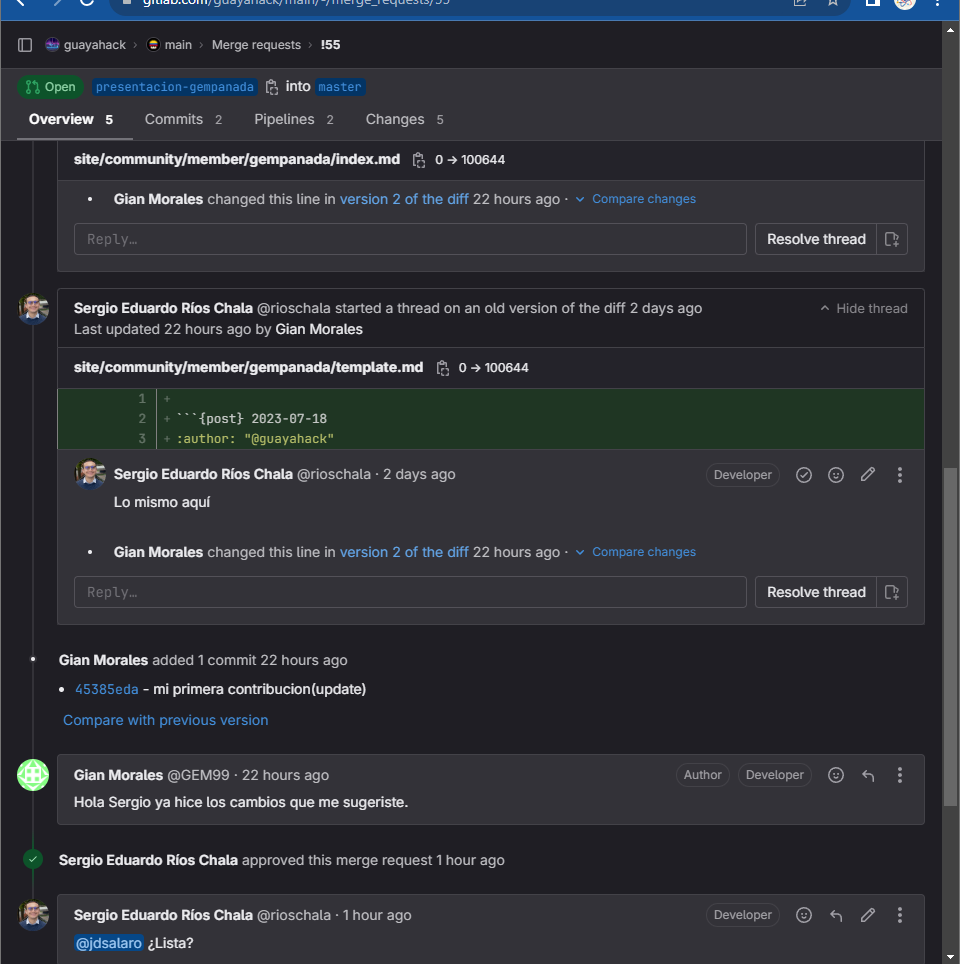 gitlab.com/guayahack/main/-/merge_requests/55
guayahack › main › Merge requests › !55
Open presentacion-gempanada into master
Overview 5 Commits 2 Pipelines 2 Changes 5
site/community/member/gempanada/index.md 0 → 100644
• Gian Morales changed this line in version 2 of the diff 22 hours ago · Compare changes
Reply… Resolve thread
Sergio Eduardo Ríos Chala @rioschala started a thread on an old version of the diff 2 days ago Hide thread
Last updated 22 hours ago by Gian Morales
site/community/member/gempanada/template.md 0 → 100644
1 +
2 + ```{post} 2023-07-18
3 + :author: "@guayahack"
Sergio Eduardo Ríos Chala @rioschala · 2 days ago Developer
Lo mismo aquí
• Gian Morales changed this line in version 2 of the diff 22 hours ago · Compare changes
Reply… Resolve thread
Gian Morales added 1 commit 22 hours ago
• 45385eda - mi primera contribucion(update)
Compare with previous version
Gian Morales @GEM99 · 22 hours ago Author Developer
Hola Sergio ya hice los cambios que me sugeriste.
Sergio Eduardo Ríos Chala approved this merge request 1 hour ago
Sergio Eduardo Ríos Chala @rioschala · 1 hour ago Developer
@jdsalaro ¿Lista?